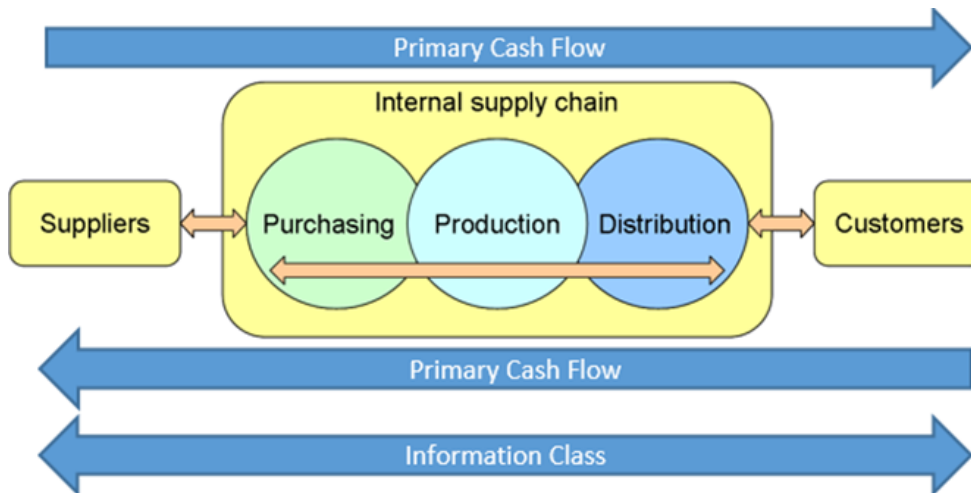 Primary Cash Flow
Internal supply chain
Suppliers
Purchasing
Production
Distribution
Customers
Primary Cash Flow
Information Class